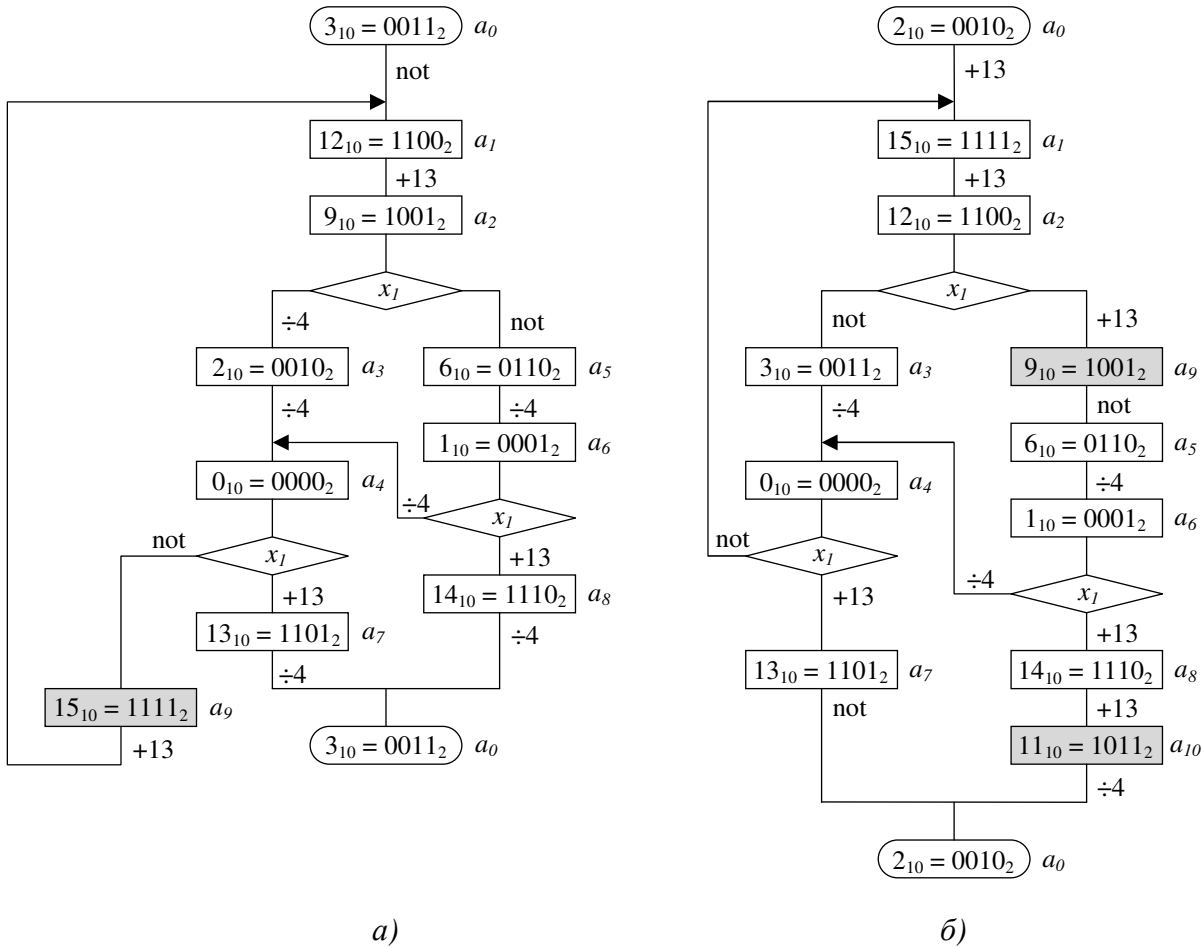 3₁₀ = 0011₂ a₀
not
12₁₀ = 1100₂ a₁
+13
9₁₀ = 1001₂ a₂
x₁
÷4
not
2₁₀ = 0010₂ a₃
6₁₀ = 0110₂ a₅
÷4
÷4
1₁₀ = 0001₂ a₆
0₁₀ = 0000₂ a₄
÷4
x₁
not
x₁
+13
+13
14₁₀ = 1110₂ a₈
13₁₀ = 1101₂ a₇
÷4
÷4
15₁₀ = 1111₂ a₉
+13
3₁₀ = 0011₂ a₀
а)
2₁₀ = 0010₂ a₀
+13
15₁₀ = 1111₂ a₁
+13
12₁₀ = 1100₂ a₂
x₁
not
+13
3₁₀ = 0011₂ a₃
9₁₀ = 1001₂ a₉
÷4
not
6₁₀ = 0110₂ a₅
0₁₀ = 0000₂ a₄
÷4
1₁₀ = 0001₂ a₆
not
x₁
÷4
x₁
+13
+13
13₁₀ = 1101₂ a₇
14₁₀ = 1110₂ a₈
not
+13
11₁₀ = 1011₂ a₁₀
÷4
2₁₀ = 0010₂ a₀
б)